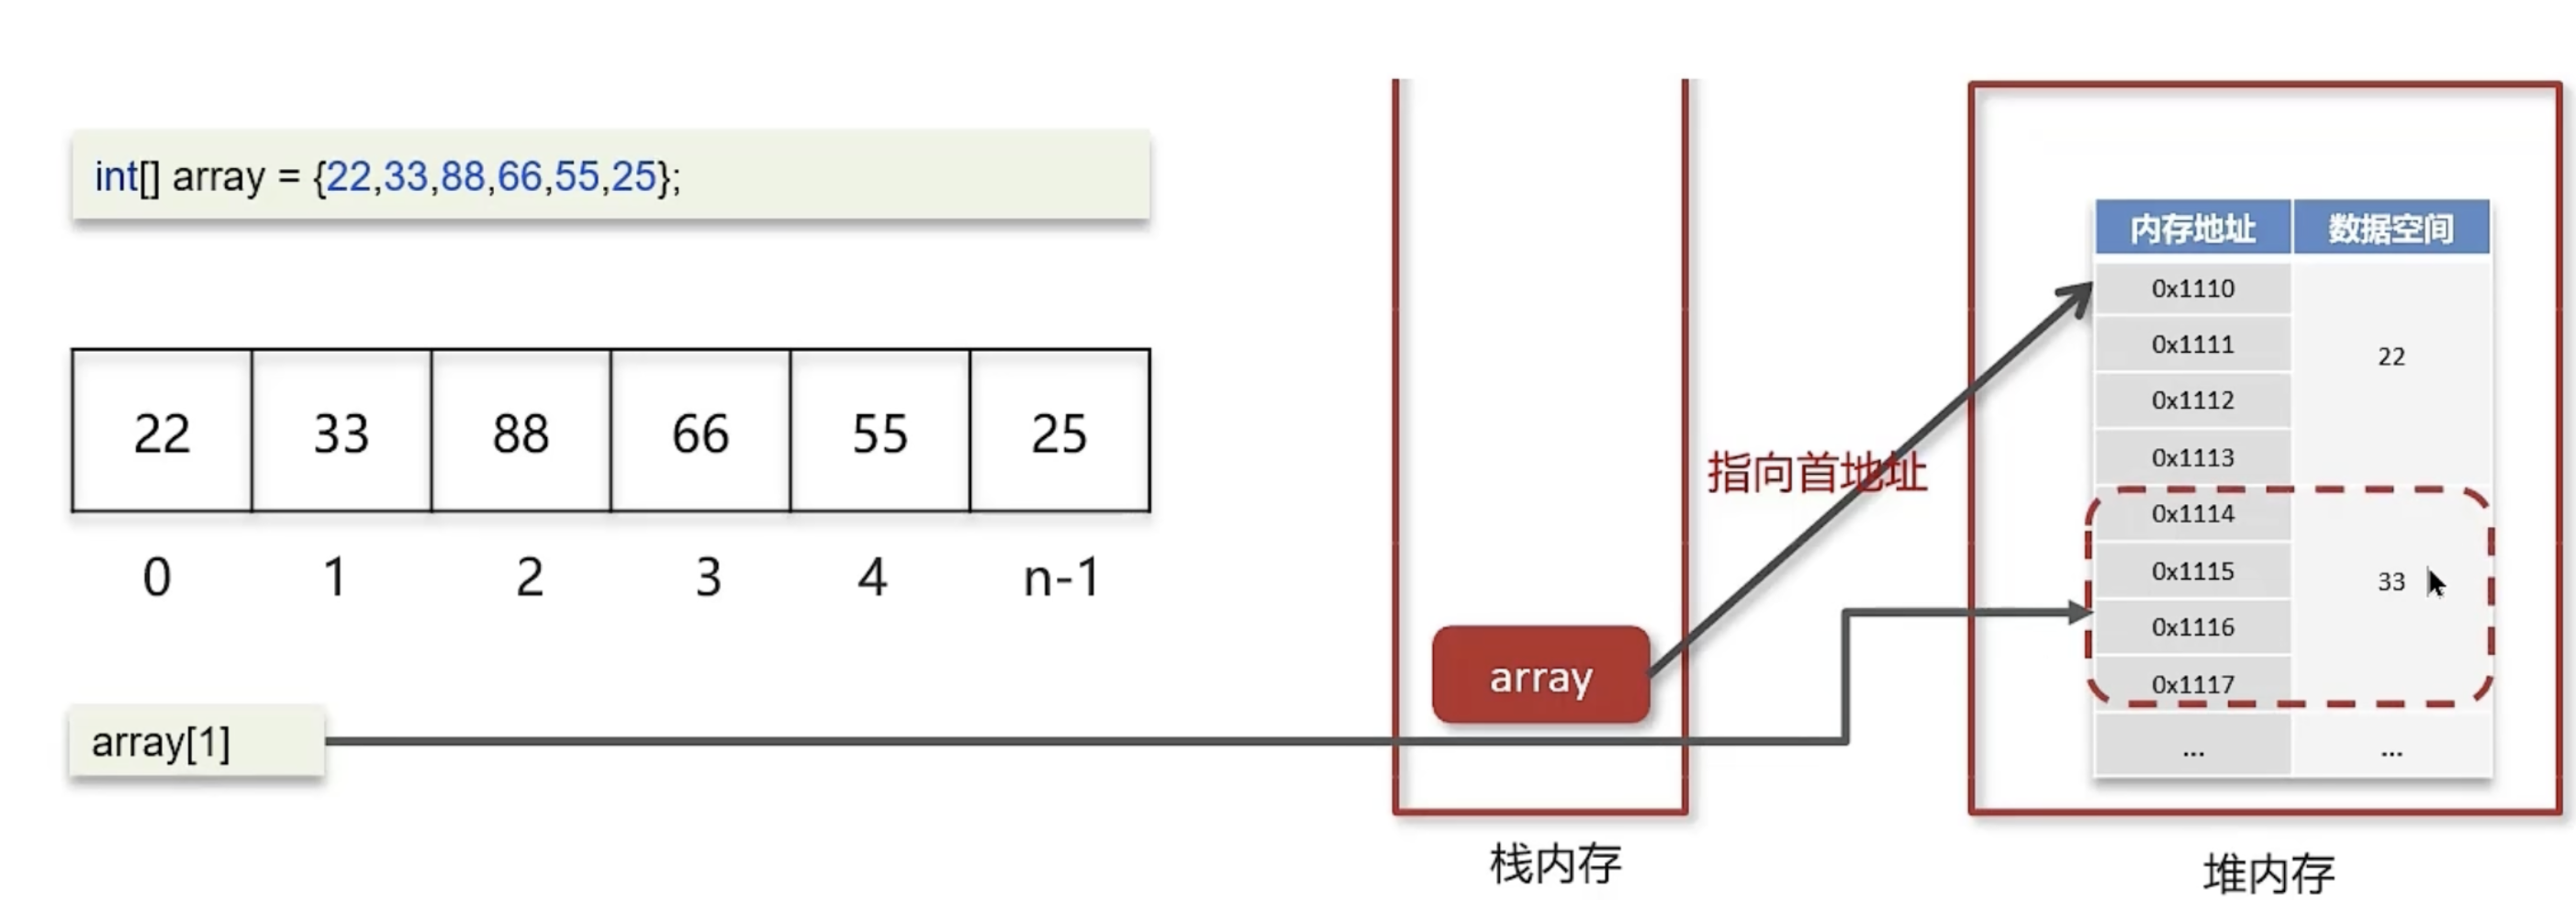 int[] array = {22,33,88,66,55,25};
22 33 88 66 55 25
0 1 2 3 4 n-1
array[1]
array
栈内存
指向首地址
内存地址 数据空间
0x1110
0x1111
22
0x1112
0x1113
0x1114
0x1115
33
0x1116
0x1117
... ...
堆内存